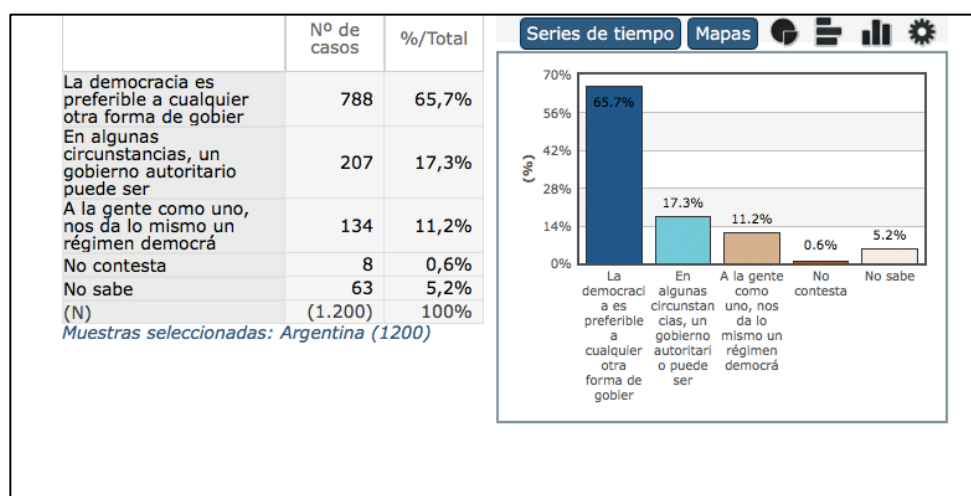 Nº de
casos
%/Total
La democracia es
preferible a cualquier
otra forma de gobier
788
65,7%
En algunas
circunstancias, un
gobierno autoritario
puede ser
207
17,3%
A la gente como uno,
nos da lo mismo un
régimen democrá
134
11,2%
No contesta
8
0,6%
No sabe
63
5,2%
(N)
(1.200)
100%
Muestras seleccionadas: Argentina (1200)
Series de tiempo
Mapas
70%
56%
42%
28%
14%
0%
(%)
65.7%
17.3%
11.2%
0.6%
5.2%
La
democraci
a es
preferible
a
cualquier
otra
forma de
gobier
En
algunas
circunstan
cias, un
gobierno
autoritari
o puede
ser
A la gente
como
uno, nos
da lo
mismo un
régimen
democrá
No
contesta
No sabe